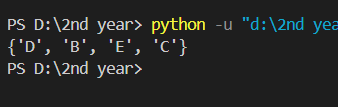 PS D:\2nd year> python -u "d:\2nd yea
{'D', 'B', 'E', 'C'}
PS D:\2nd year>